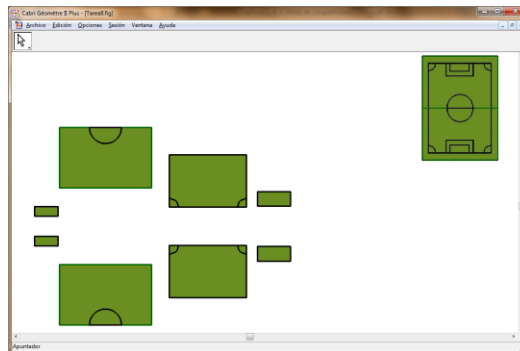 Cabri Géomètre II Plus - [Tarea8.fig]
Archivo Edición Opciones Sesión Ventana Ayuda
Apuntador